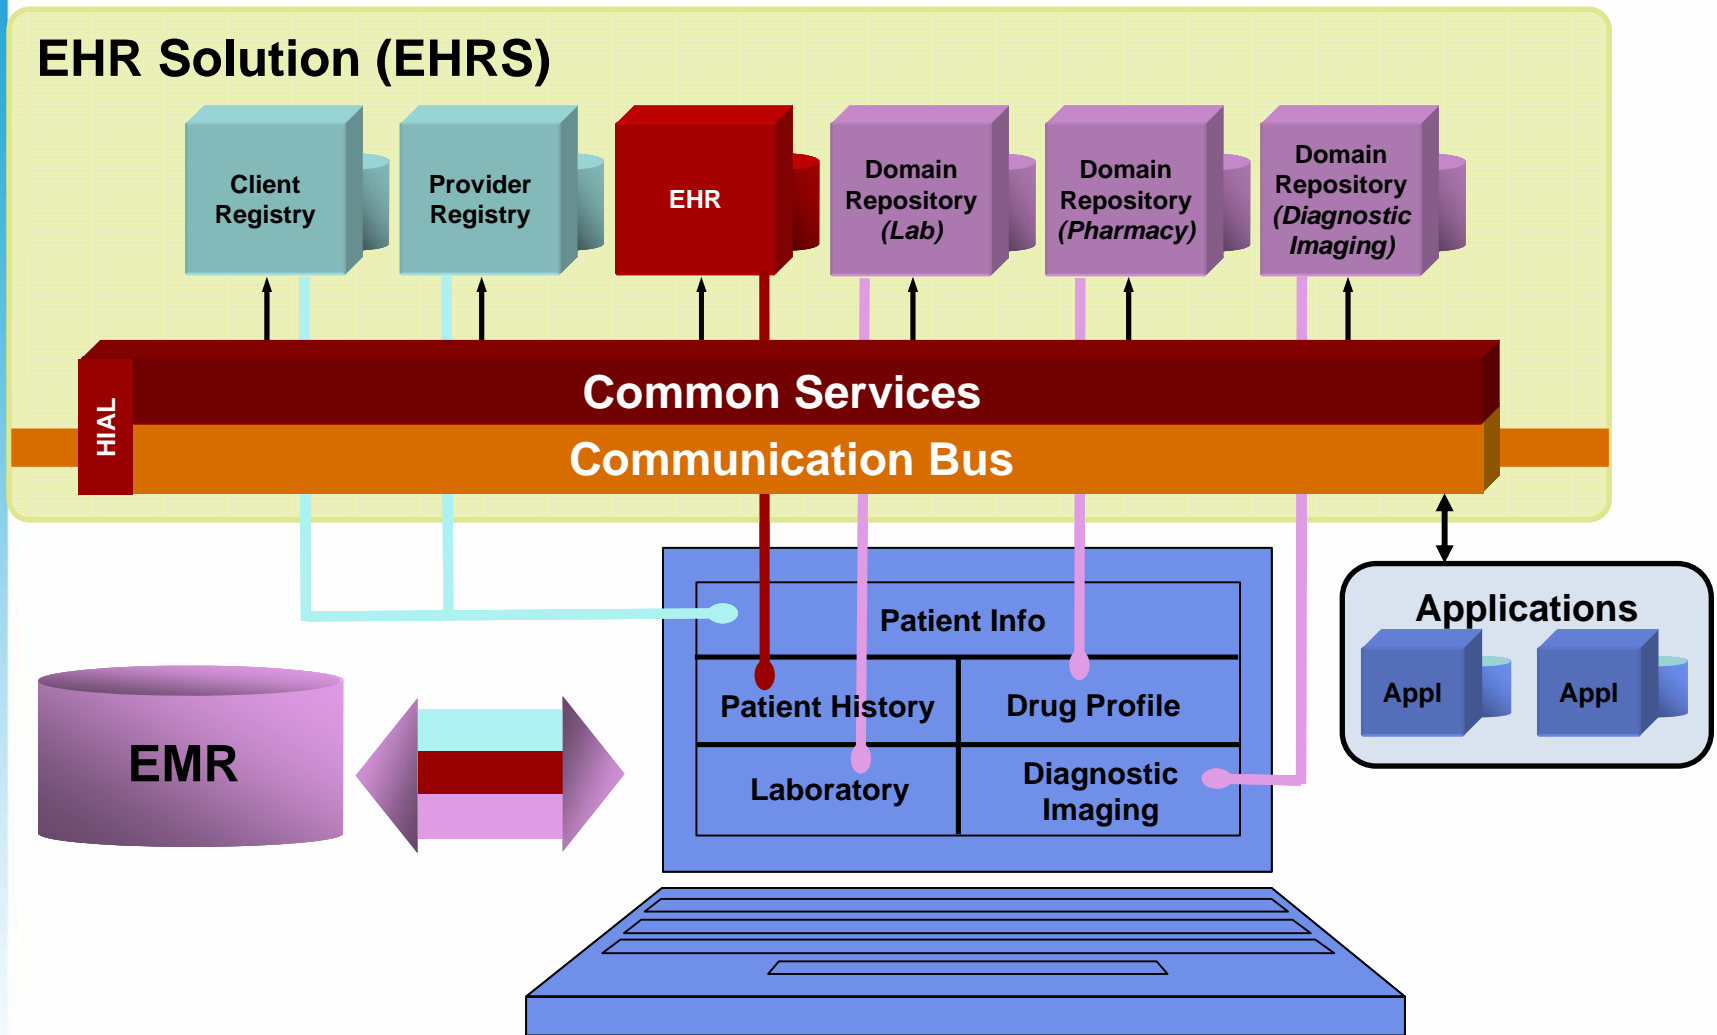 EHR Solution (EHRS)
Client
Registry
Provider
Registry
EHR
Domain
Repository
(Lab)
Domain
Repository
(Pharmacy)
Domain
Repository
(Diagnostic
Imaging)
HIAL
Common Services
Communication Bus
Patient Info
Patient History
Drug Profile
Laboratory
Diagnostic
Imaging
EMR
Applications
Appl
Appl